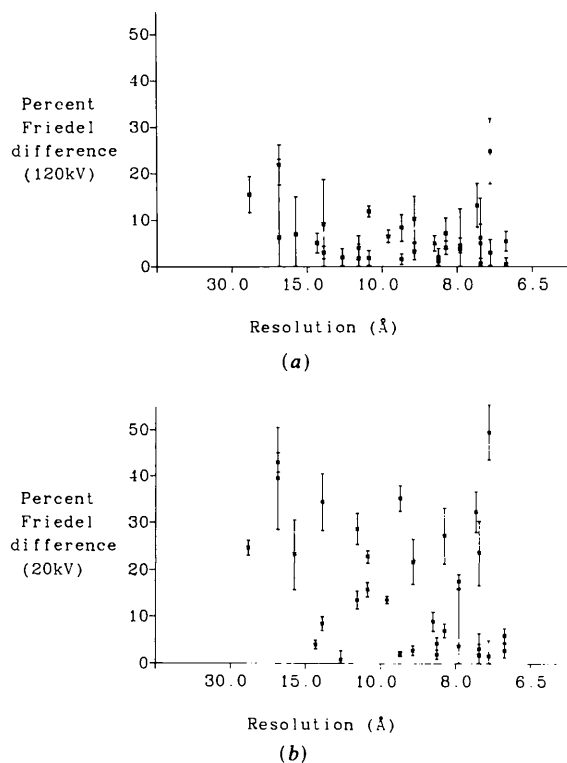 50
40
Percent
Friedel
30
difference
20
(120kV)
10
0
30.0 15.0 10.0 8.0 6.5
Resolution (Å)
(a)
50
40
Percent
Friedel
30
difference
20
(20kV)
10
0
30.0 15.0 10.0 8.0 6.5
Resolution (Å)
(b)